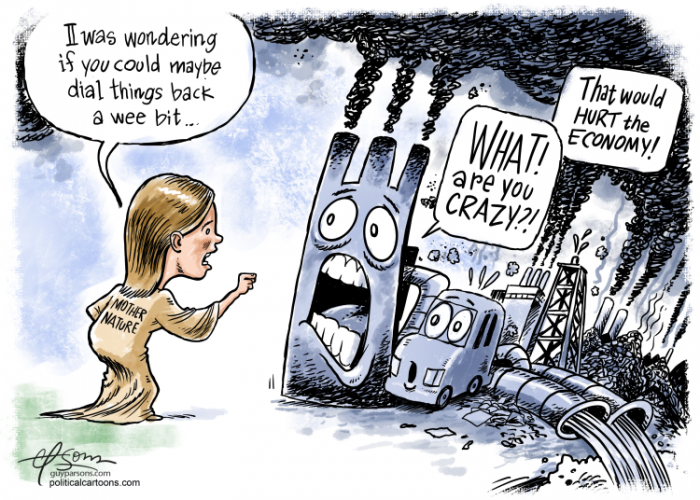 I was wondering
if you could maybe
dial things back
a wee bit...
WHAT!
are you
CRAZY?!
That would
HURT the
ECONOMY!
MOTHER
NATURE
guyparsons.com
politicalcartoons.com